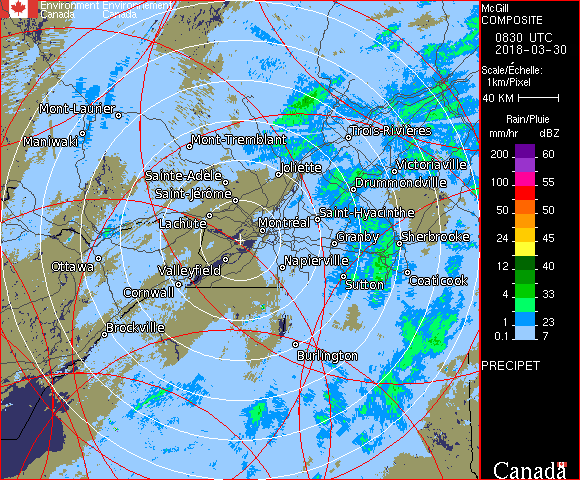 Environment Environnement
Canada Canada
McGill
COMPOSITE
0830 UTC
2018-03-30
Scale/Échelle:
1km/Pixel
40 KM
Rain/Pluie
mm/hr dBZ
200 60
100 55
50 50
24 45
12 40
4 33
1 23
0.1 7
PRECIPET
Canada
Mont-Laurier
Maniwaki
Mont-Tremblant
Trois-Rivières
Joliette
Victoriaville
Sainte-Adèle
Drummondville
Saint-Jérôme
Lachute
Saint-Hyacinthe
Montréal
Granby
Sherbrooke
Ottawa
Valleyfield
Napierville
Cornwall
Sutton
Coaticook
Brockville
Burlington